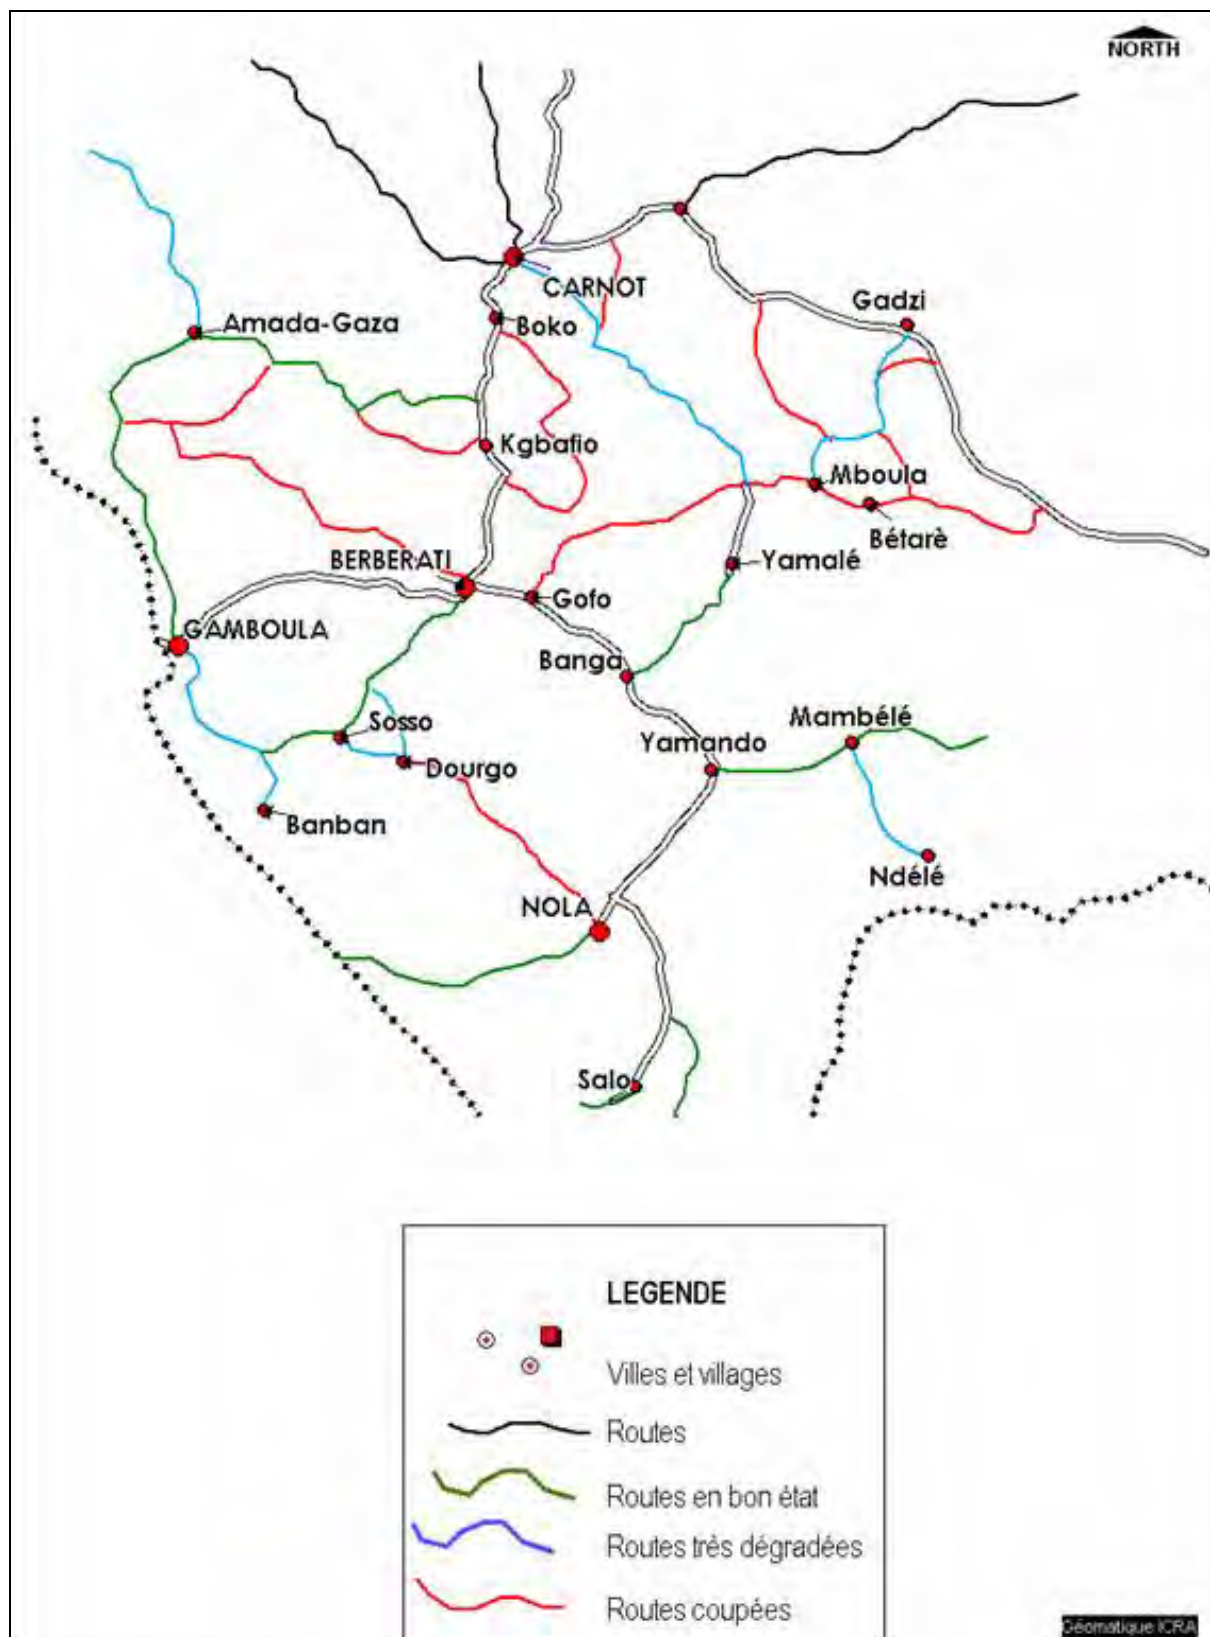 NORTH
CARNOT
Gadzi
Amada-Gaza
Boko
Kgbafio
Mboula
Bétarè
BERBERATI
Yamalé
Gofo
GAMBOULA
Banga
Sosso
Mambélé
Yamando
Dourgo
Banban
Ndélé
NOLA
Salo
LEGENDE
Villes et villages
Routes
Routes en bon état
Routes très dégradées
Routes coupées
Géomatique ICRA